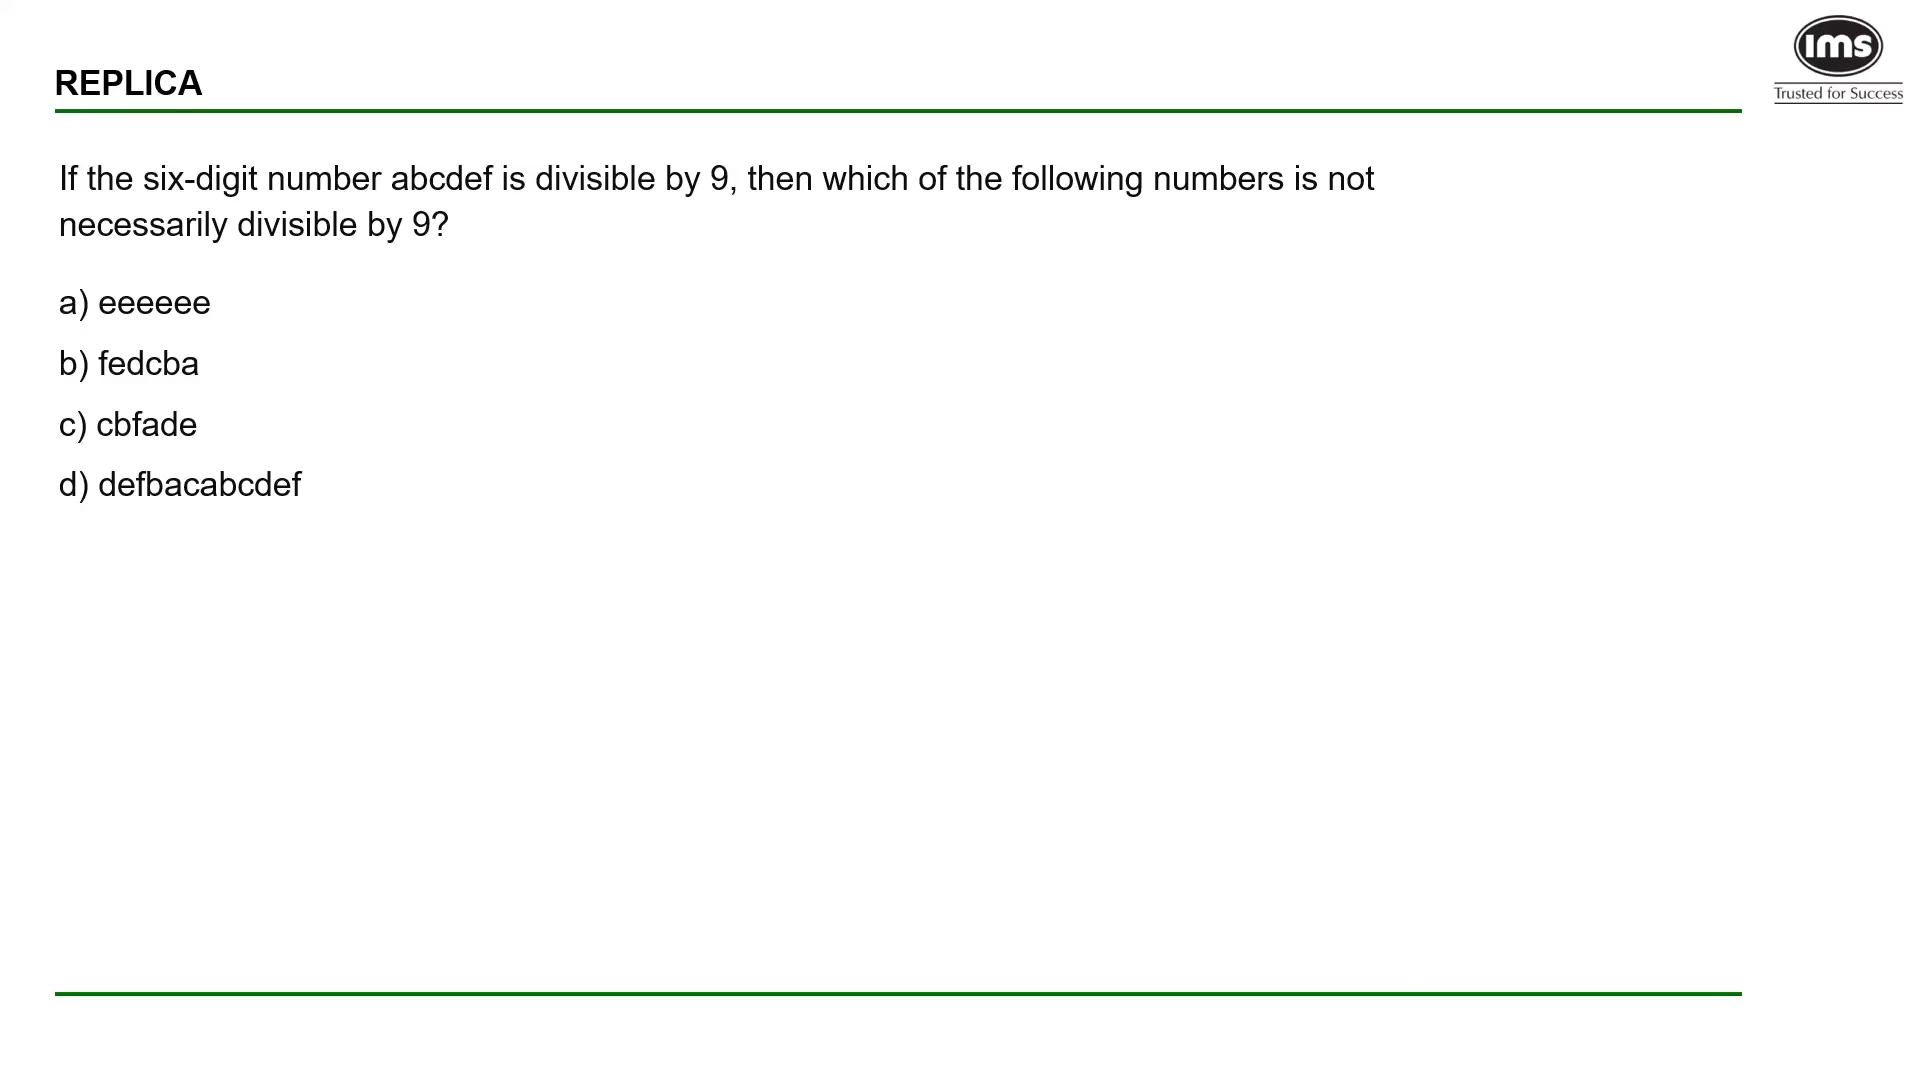 ims
Trusted for Success
REPLICA
If the six-digit number abcdef is divisible by 9, then which of the following numbers is not
necessarily divisible by 9?
a) eeeeee
b) fedcba
c) cbfade
d) defbacabcdef